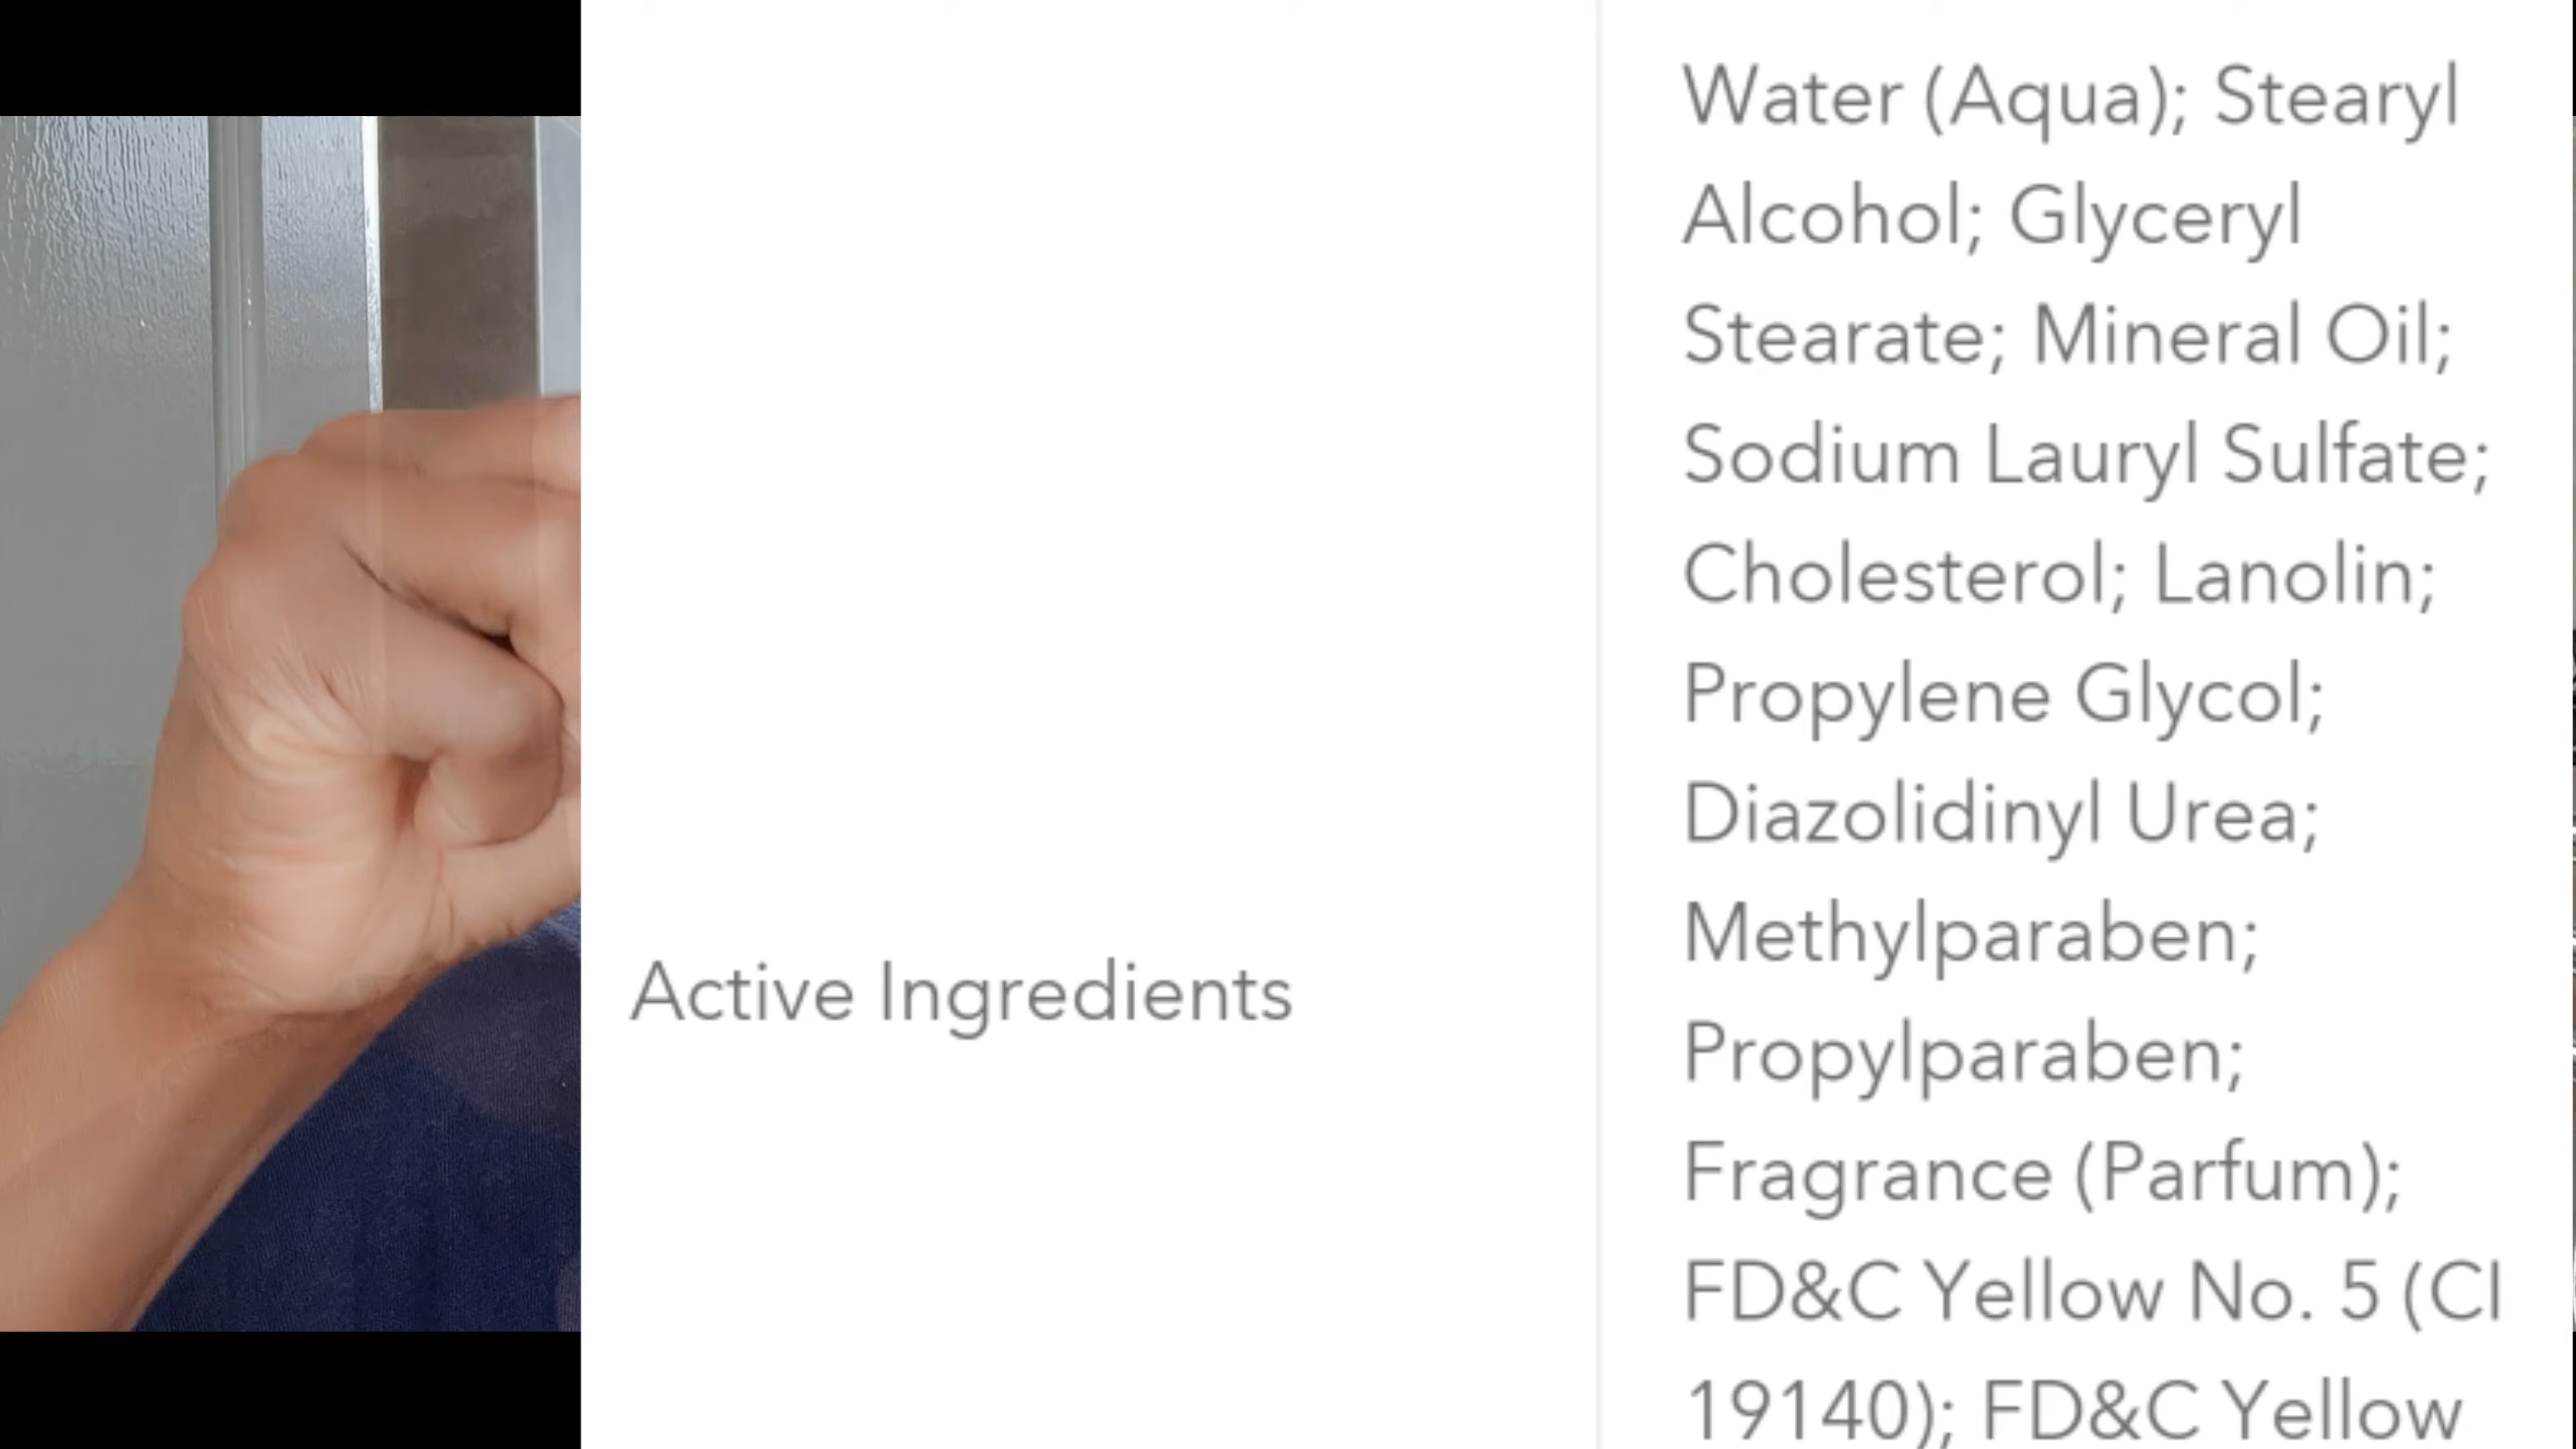 Water (Aqua); Stearyl
Alcohol; Glyceryl
Stearate; Mineral Oil;
Sodium Lauryl Sulfate;
Cholesterol; Lanolin;
Propylene Glycol;
Diazolidinyl Urea;
Methylparaben;
Active Ingredients
Propylparaben;
Fragrance (Parfum);
FD&C Yellow No. 5 (CI
19140); FD&C Yellow